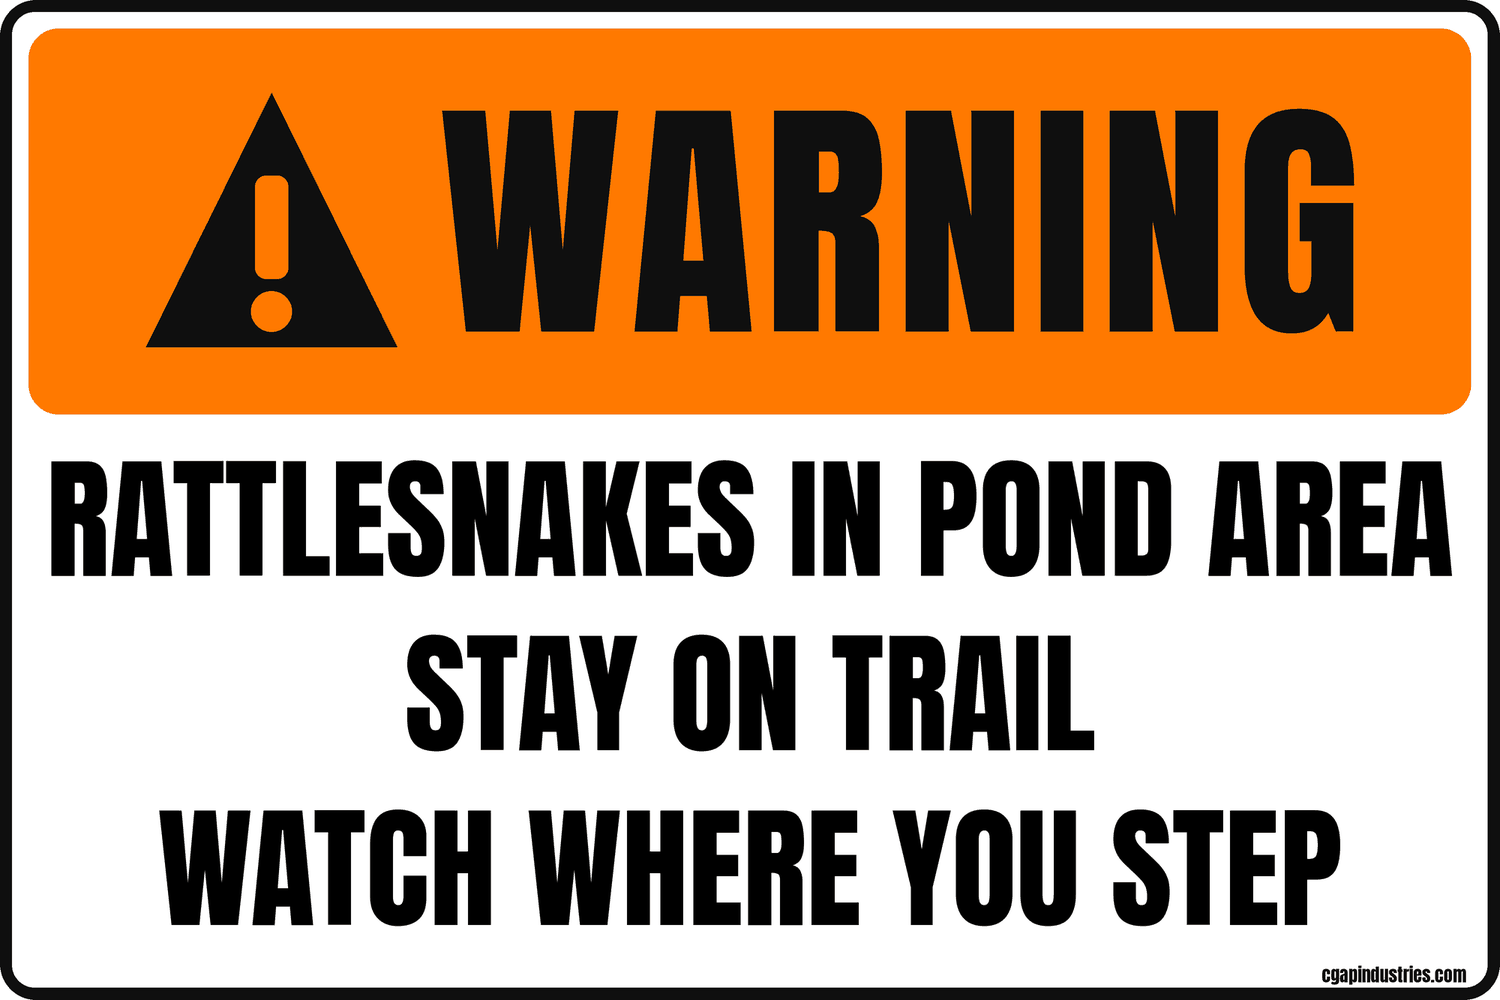 WARNING
RATTLESNAKES IN POND AREA
STAY ON TRAIL
WATCH WHERE YOU STEP
cgapindustries.com